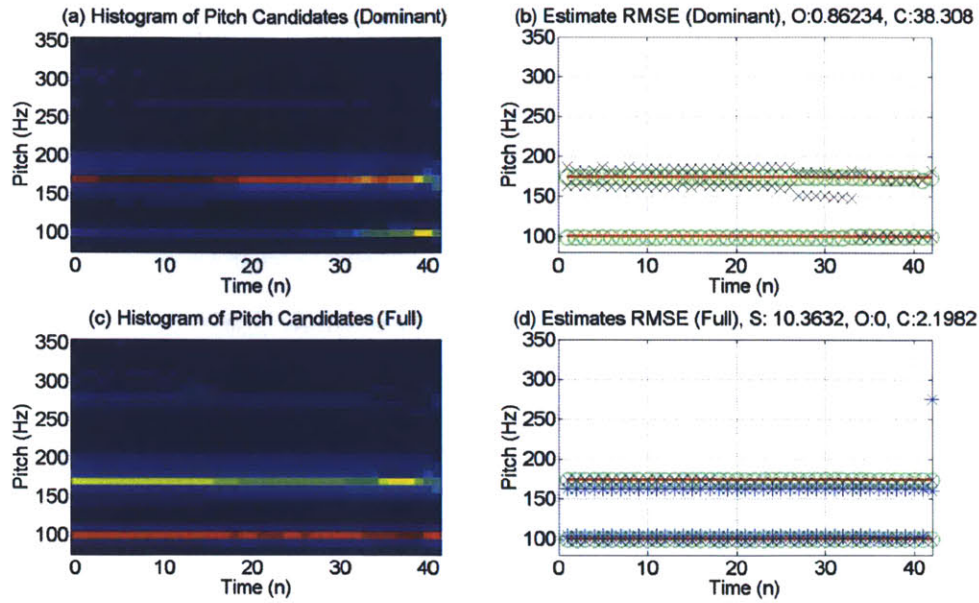 (a) Histogram of Pitch Candidates (Dominant)
Pitch (Hz)
350
300
250
200
150
100
0 10 20 30 40
Time (n)
(b) Estimate RMSE (Dominant), O:0.86234, C:38.308
Pitch (Hz)
350
300
250
200
150
100
0 10 20 30 40
Time (n)
(c) Histogram of Pitch Candidates (Full)
Pitch (Hz)
350
300
250
200
150
100
0 10 20 30 40
Time (n)
(d) Estimates RMSE (Full), S: 10.3632, O:0, C:2.1982
Pitch (Hz)
350
300
250
200
150
100
0 10 20 30 40
Time (n)